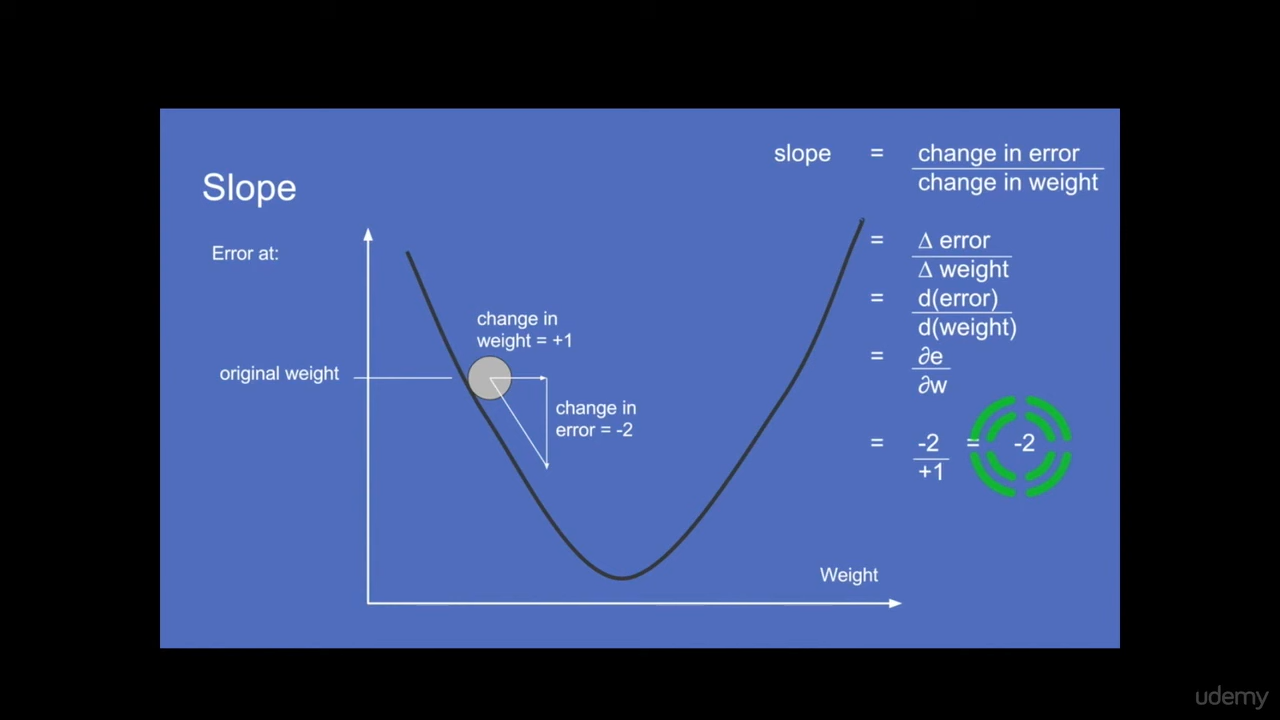 Slope
Error at:
original weight
change in
weight = +1
change in
error = -2
Weight
slope = change in error
change in weight
= Δ error
Δ weight
= d(error)
d(weight)
= ∂e
∂w
= -2 = -2
+1
udemy